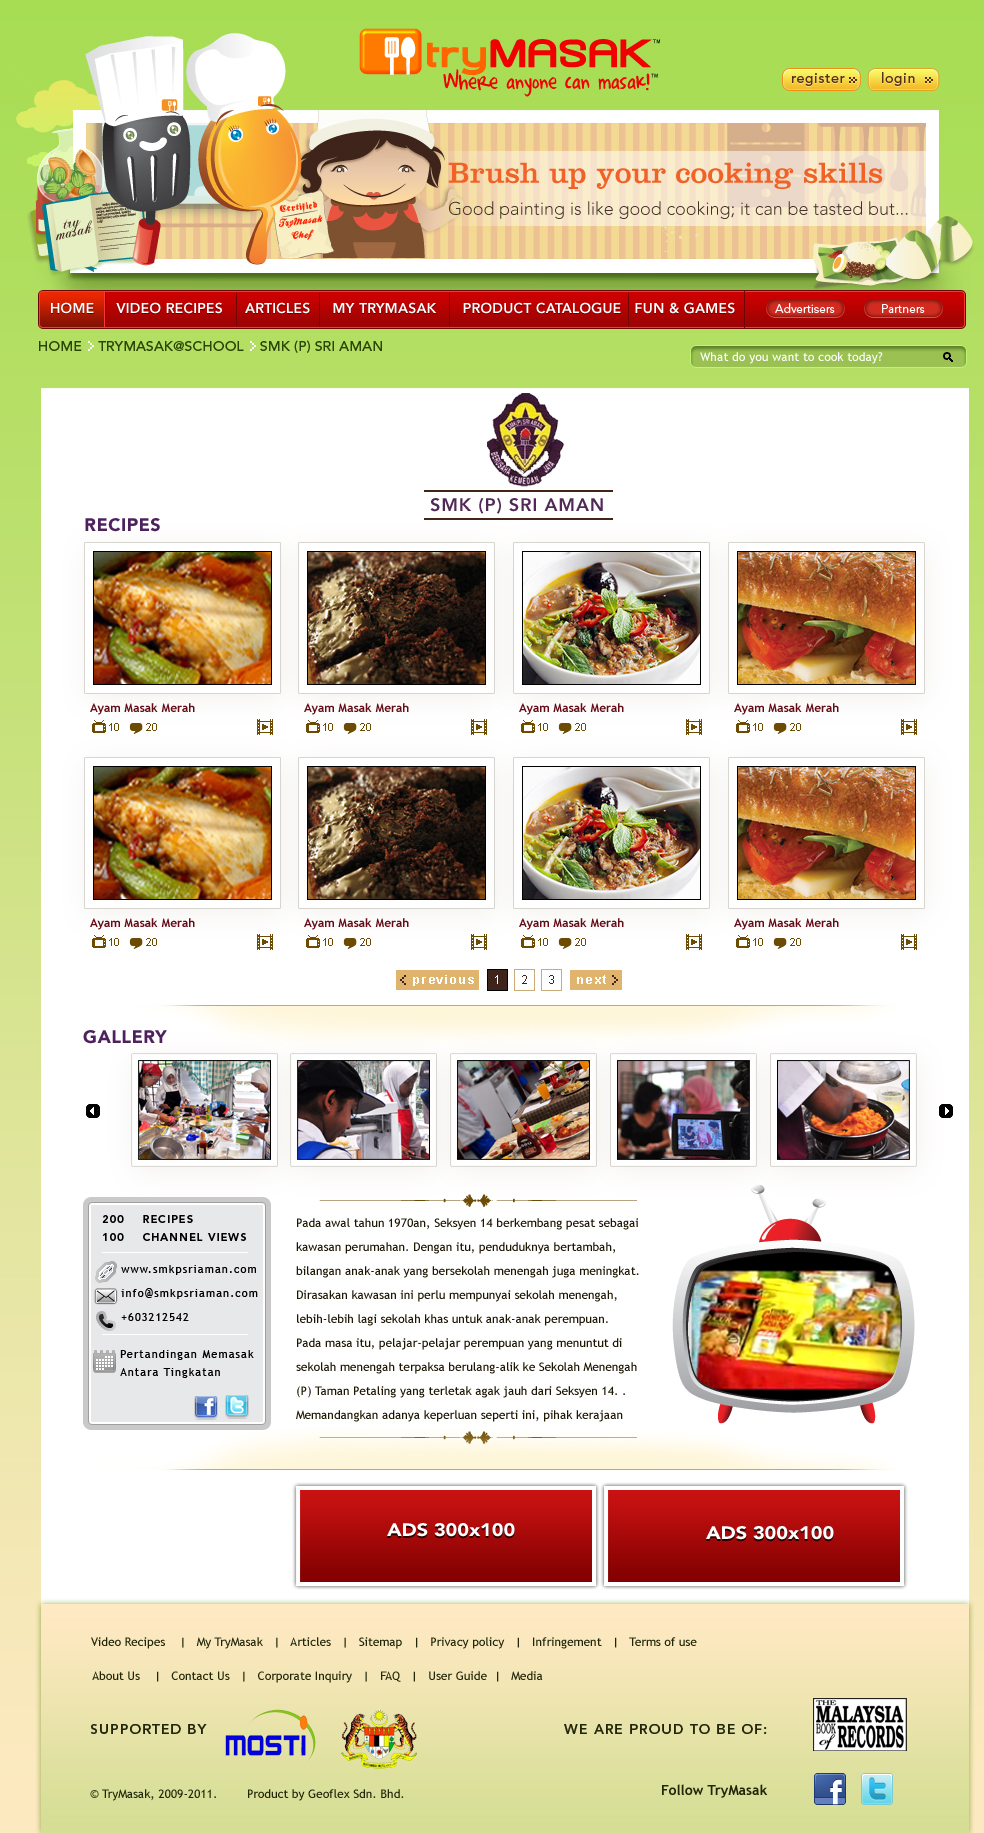 tryMASAK™
Where anyone can masak!™
register
login
try masak
Certified
TryMasak
Chef
Brush up your cooking skills
Good painting is like good cooking; it can be tasted but...
HOME
VIDEO RECIPES
ARTICLES
MY TRYMASAK
PRODUCT CATALOGUE
FUN & GAMES
Advertisers
Partners
HOME > TRYMASAK@SCHOOL > SMK (P) SRI AMAN
What do you want to cook today?
SMK(P) SRI AMAN
BERUSAHA KEMEDAN JAYA
SMK (P) SRI AMAN
RECIPES
Ayam Masak Merah
Ayam Masak Merah
Ayam Masak Merah
Ayam Masak Merah
10 20
10 20
10 20
10 20
Ayam Masak Merah
Ayam Masak Merah
Ayam Masak Merah
Ayam Masak Merah
10 20
10 20
10 20
10 20
< previous 1 2 3 next >
GALLERY
200 RECIPES
100 CHANNEL VIEWS
www.smkpsriaman.com
info@smkpsriaman.com
+603212542
Pertandingan Memasak
Antara Tingkatan
Pada awal tahun 1970an, Seksyen 14 berkembang pesat sebagai
kawasan perumahan. Dengan itu, penduduknya bertambah,
bilangan anak-anak yang bersekolah menengah juga meningkat.
Dirasakan kawasan ini perlu mempunyai sekolah menengah,
lebih-lebih lagi sekolah khas untuk anak-anak perempuan.
Pada masa itu, pelajar-pelajar perempuan yang menuntut di
sekolah menengah terpaksa berulang-alik ke Sekolah Menengah
(P) Taman Petaling yang terletak agak jauh dari Seksyen 14. .
Memandangkan adanya keperluan seperti ini, pihak kerajaan
ADS 300x100
ADS 300x100
Video Recipes | My TryMasak | Articles | Sitemap | Privacy policy | Infringement | Terms of use
About Us | Contact Us | Corporate Inquiry | FAQ | User Guide | Media
SUPPORTED BY
MOSTI
WE ARE PROUD TO BE OF:
THE
MALAYSIA
BOOK of RECORDS
Follow TryMasak
© TryMasak, 2009-2011. Product by Geoflex Sdn. Bhd.